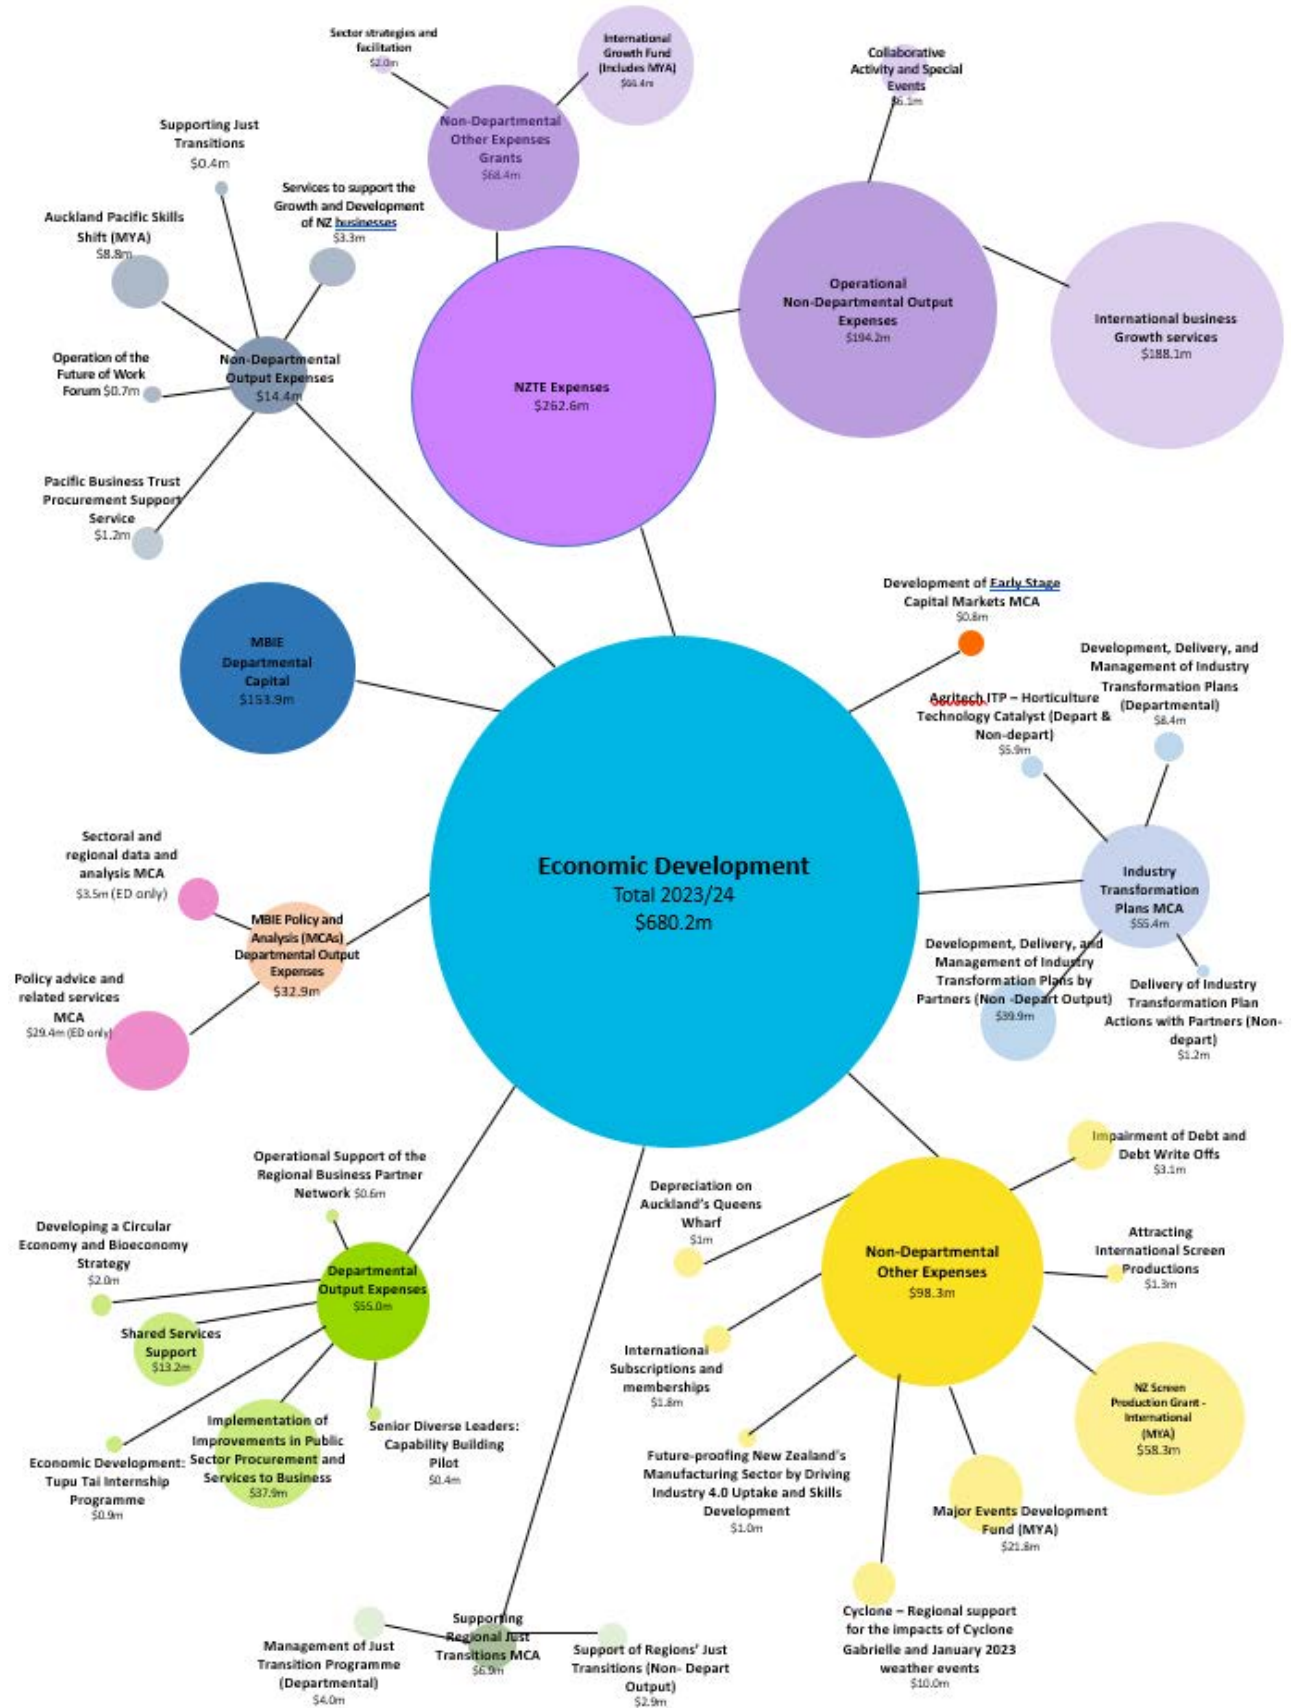 Sector strategies and
facilitation
$2.0m
International
Growth Fund
(Includes MYA)
$66.4m
Collaborative
Activity and Special
Events
$6.1m
Non-Departmental
Other Expenses
Grants
$68.4m
Supporting Just
Transitions
$0.4m
Services to support the
Growth and Development
of NZ businesses
$3.3m
Auckland Pacific Skills
Shift (MYA)
$8.8m
Operational
Non-Departmental Output
Expenses
$194.2m
International business
Growth services
$188.1m
Operation of the
Future of Work
Forum $0.7m
Non-Departmental
Output Expenses
$14.4m
NZTE Expenses
$262.6m
Pacific Business Trust
Procurement Support
Service
$1.2m
MBIE
Departmental
Capital
$153.9m
Development of Early Stage
Capital Markets MCA
$0.8m
Development, Delivery, and
Management of Industry
Transformation Plans
(Departmental)
$8.4m
Agritech ITP – Horticulture
Technology Catalyst (Depart &
Non-depart)
$5.9m
Economic Development
Total 2023/24
$680.2m
Industry
Transformation
Plans MCA
$55.4m
Sectoral and
regional data and
analysis MCA
$3.5m (ED only)
MBIE Policy and
Analysis (MCAs)
Departmental Output
Expenses
$32.9m
Policy advice and
related services
MCA
$29.4m (ED only)
Development, Delivery, and
Management of Industry
Transformation Plans by
Partners (Non -Depart Output)
$39.9m
Delivery of Industry
Transformation Plan
Actions with Partners (Non-
depart)
$1.2m
Operational Support of the
Regional Business Partner
Network $0.6m
Developing a Circular
Economy and Bioeconomy
Strategy
$2.0m
Departmental
Output Expenses
$55.0m
Shared Services
Support
$13.2m
Implementation of
Improvements in Public
Sector Procurement and
Services to Business
$37.9m
Senior Diverse Leaders:
Capability Building
Pilot
$0.4m
Economic Development:
Tupu Tai Internship
Programme
$0.9m
Depreciation on
Auckland's Queens
Wharf
$1m
Non-Departmental
Other Expenses
$98.3m
Impairment of Debt and
Debt Write Offs
$3.1m
Attracting
International Screen
Productions
$1.3m
International
Subscriptions and
memberships
$1.8m
NZ Screen
Production Grant -
International
(MYA)
$58.3m
Future-proofing New Zealand's
Manufacturing Sector by Driving
Industry 4.0 Uptake and Skills
Development
$1.0m
Major Events Development
Fund (MYA)
$21.8m
Cyclone – Regional support
for the impacts of Cyclone
Gabrielle and January 2023
weather events
$10.0m
Supporting
Regional Just
Transitions MCA
$6.9m
Management of Just
Transition Programme
(Departmental)
$4.0m
Support of Regions' Just
Transitions (Non- Depart
Output)
$2.9m